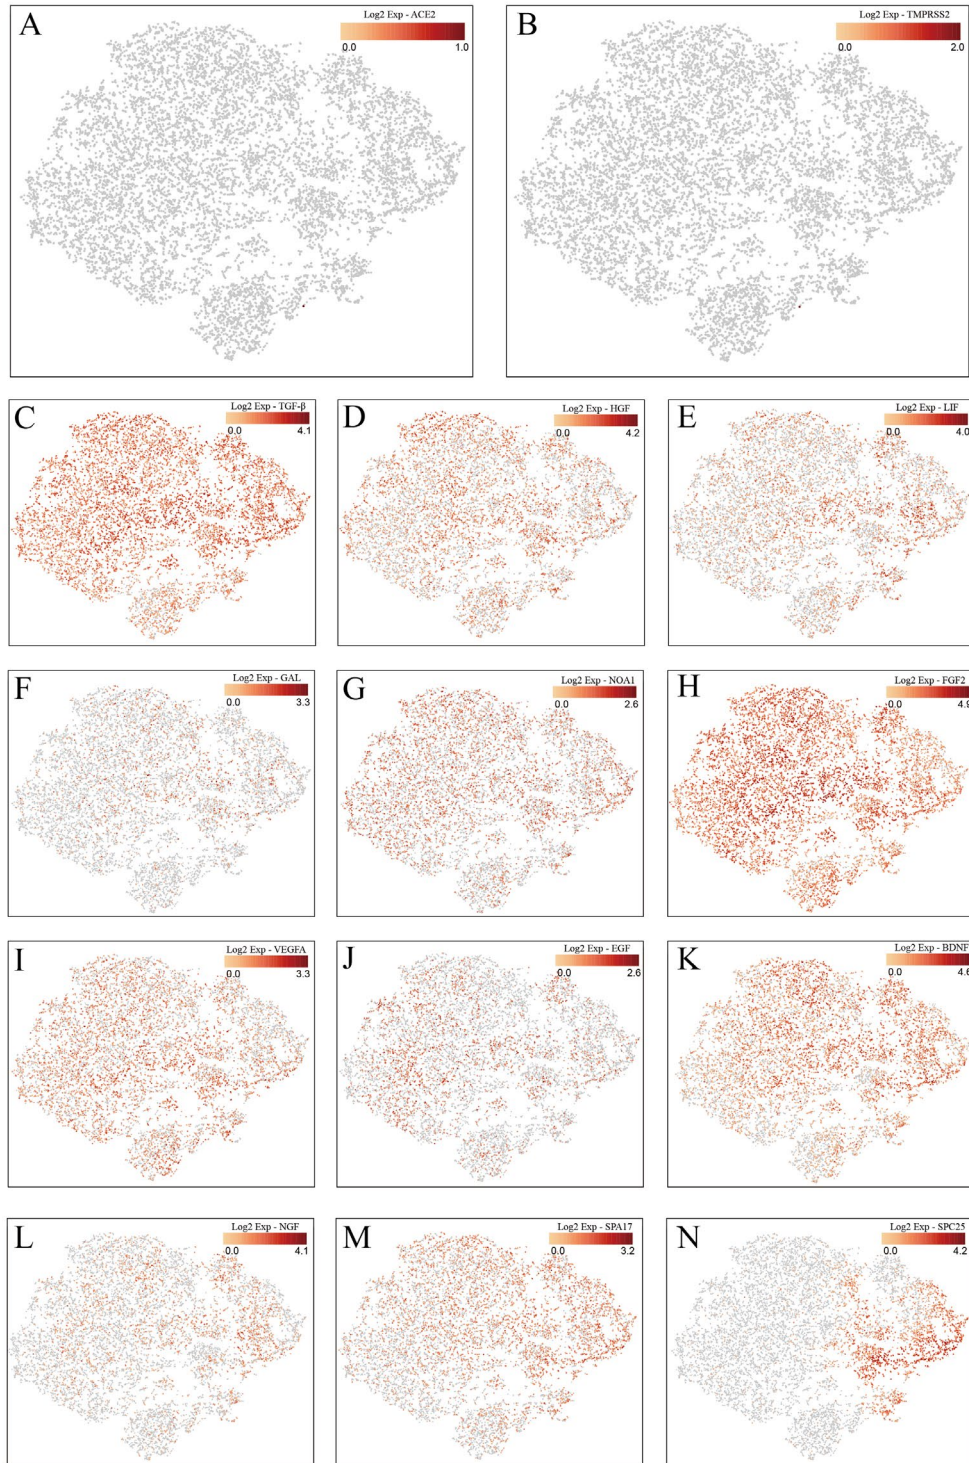 A
Log2 Exp - ACE2
0.0 1.0
B
Log2 Exp - TMPRSS2
0.0 2.0
C
Log2 Exp - TGF-β
0.0 4.1
D
Log2 Exp - HGF
0.0 4.2
E
Log2 Exp - LIF
0.0 4.0
F
Log2 Exp - GAL
0.0 3.3
G
Log2 Exp - NOA1
0.0 2.6
H
Log2 Exp - FGF2
0.0 4.9
I
Log2 Exp - VEGFA
0.0 3.3
J
Log2 Exp - EGF
0.0 2.6
K
Log2 Exp - BDNF
0.0 4.6
L
Log2 Exp - NGF
0.0 4.1
M
Log2 Exp - SPA17
0.0 3.2
N
Log2 Exp - SPC25
0.0 4.2